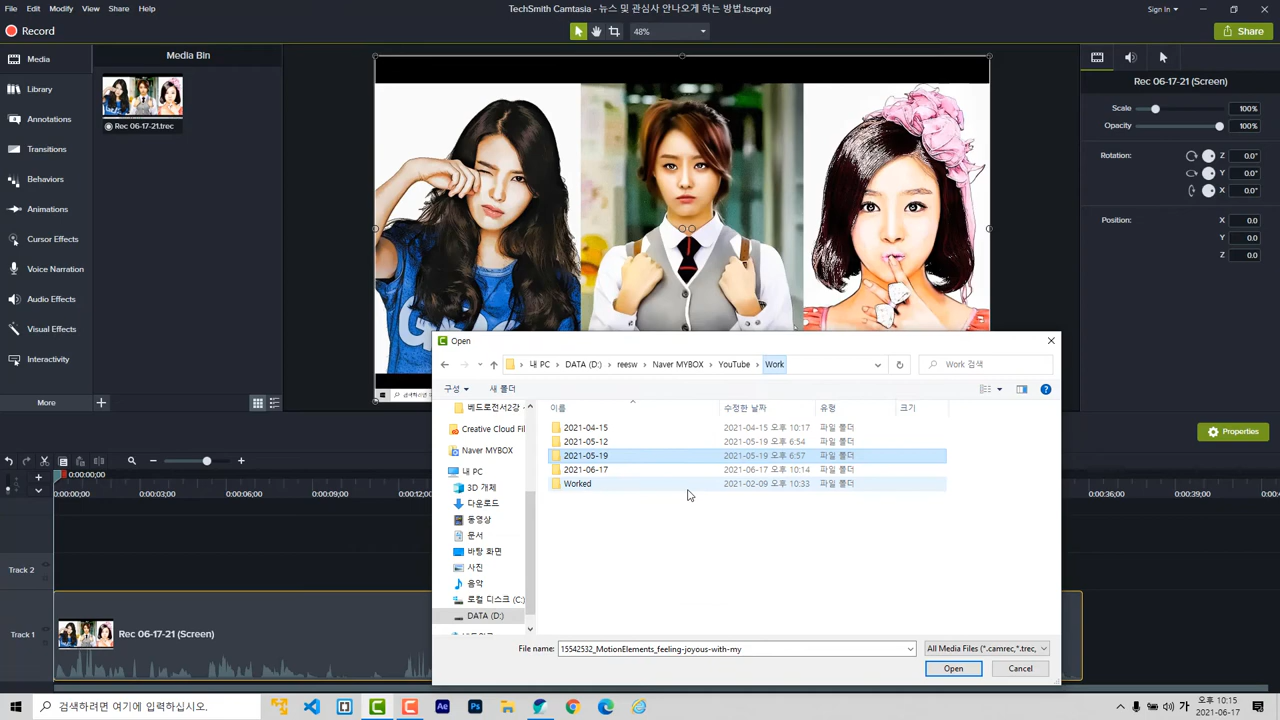 File Edit Modify View Share Help
TechSmith Camtasia - 뉴스 및 관심사 안나오게 하는 방법.tscproj
Sign In
Record
48%
Share
Media
Library
Annotations
Transitions
Behaviors
Animations
Cursor Effects
Voice Narration
Audio Effects
Visual Effects
Interactivity
More
Media Bin
Rec 06-17-21.trec
Rec 06-17-21 (Screen)
Scale 100%
Opacity 100%
Rotation: Z 0.0°
Y 0.0°
X 0.0°
Position: X 0.0
Y 0.0
Z 0.0
Properties
Open
내 PC > DATA (D:) > reesw > Naver MYBOX > YouTube > Work
Work 검색
구성 새 폴더
이름 수정한 날짜 유형 크기
2021-04-15 2021-04-15 오후 10:17 파일 폴더
2021-05-12 2021-05-19 오후 6:54 파일 폴더
2021-05-19 2021-05-19 오후 6:57 파일 폴더
2021-06-17 2021-06-17 오후 10:14 파일 폴더
Worked 2021-02-09 오후 10:33 파일 폴더
베드로전서2강
Creative Cloud Fil
Naver MYBOX
내 PC
3D 개체
다운로드
동영상
문서
바탕 화면
사진
음악
로컬 디스크 (C:)
DATA (D:)
File name: 15542532_MotionElements_feeling-joyous-with-my
All Media Files (*.camrec,*.trec,
Open Cancel
0:00:00;00
0:00:00;00 0:00:03;00 0:00:06;00 0:00:09;00 0:00:36;00 0:00:39;00
Track 2
Track 1
Rec 06-17-21 (Screen)
검색하려면 여기에 입력하십시오.
오후 10:15
2021-06-17